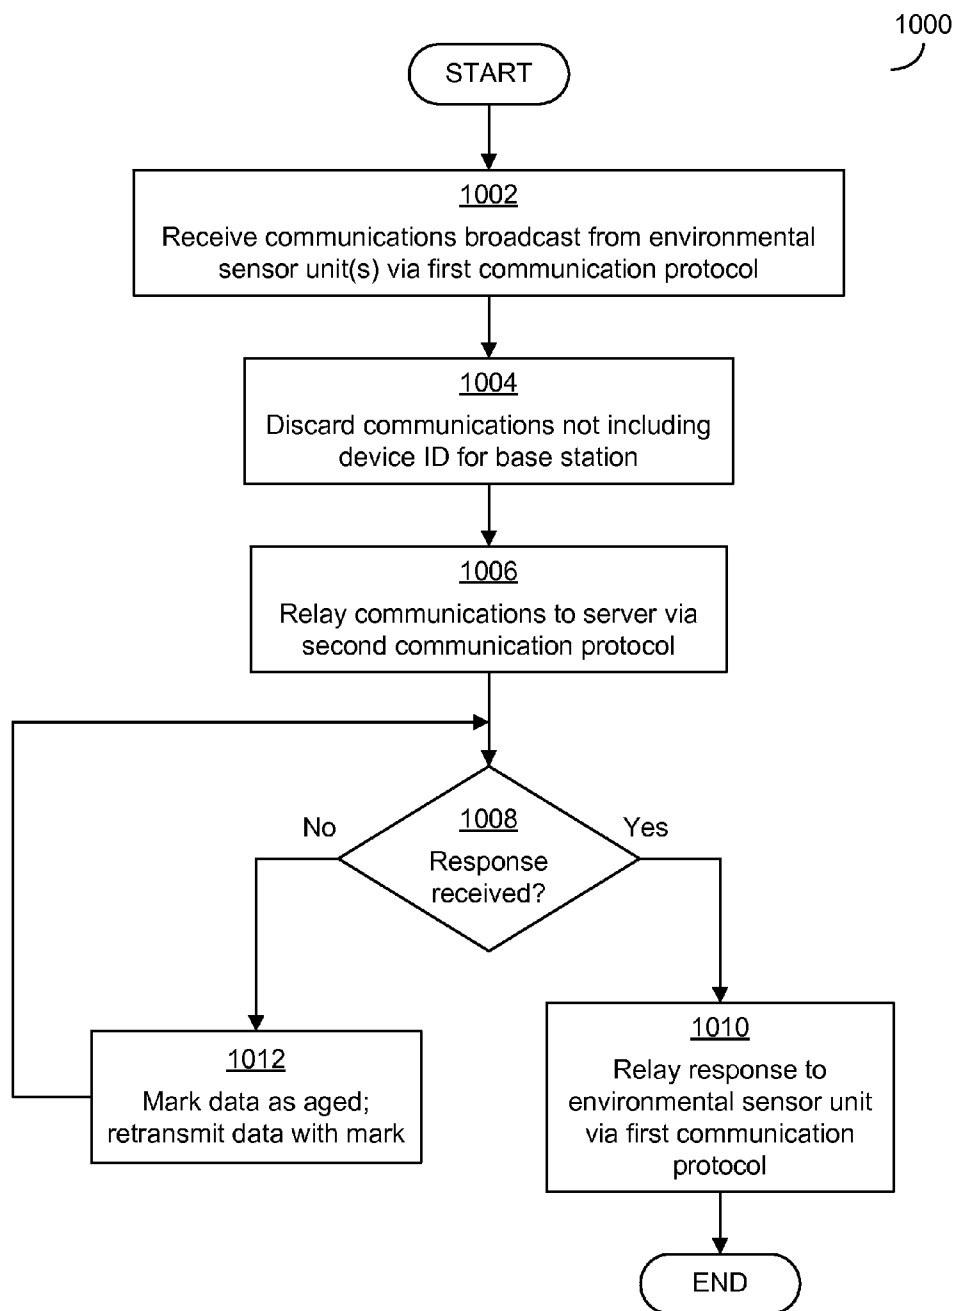 1000
START
1002
Receive communications broadcast from environmental
sensor unit(s) via first communication protocol
1004
Discard communications not including
device ID for base station
1006
Relay communications to server via
second communication protocol
No
1008
Yes
Response
received?
1012
Mark data as aged;
retransmit data with mark
1010
Relay response to
environmental sensor unit
via first communication
protocol
END